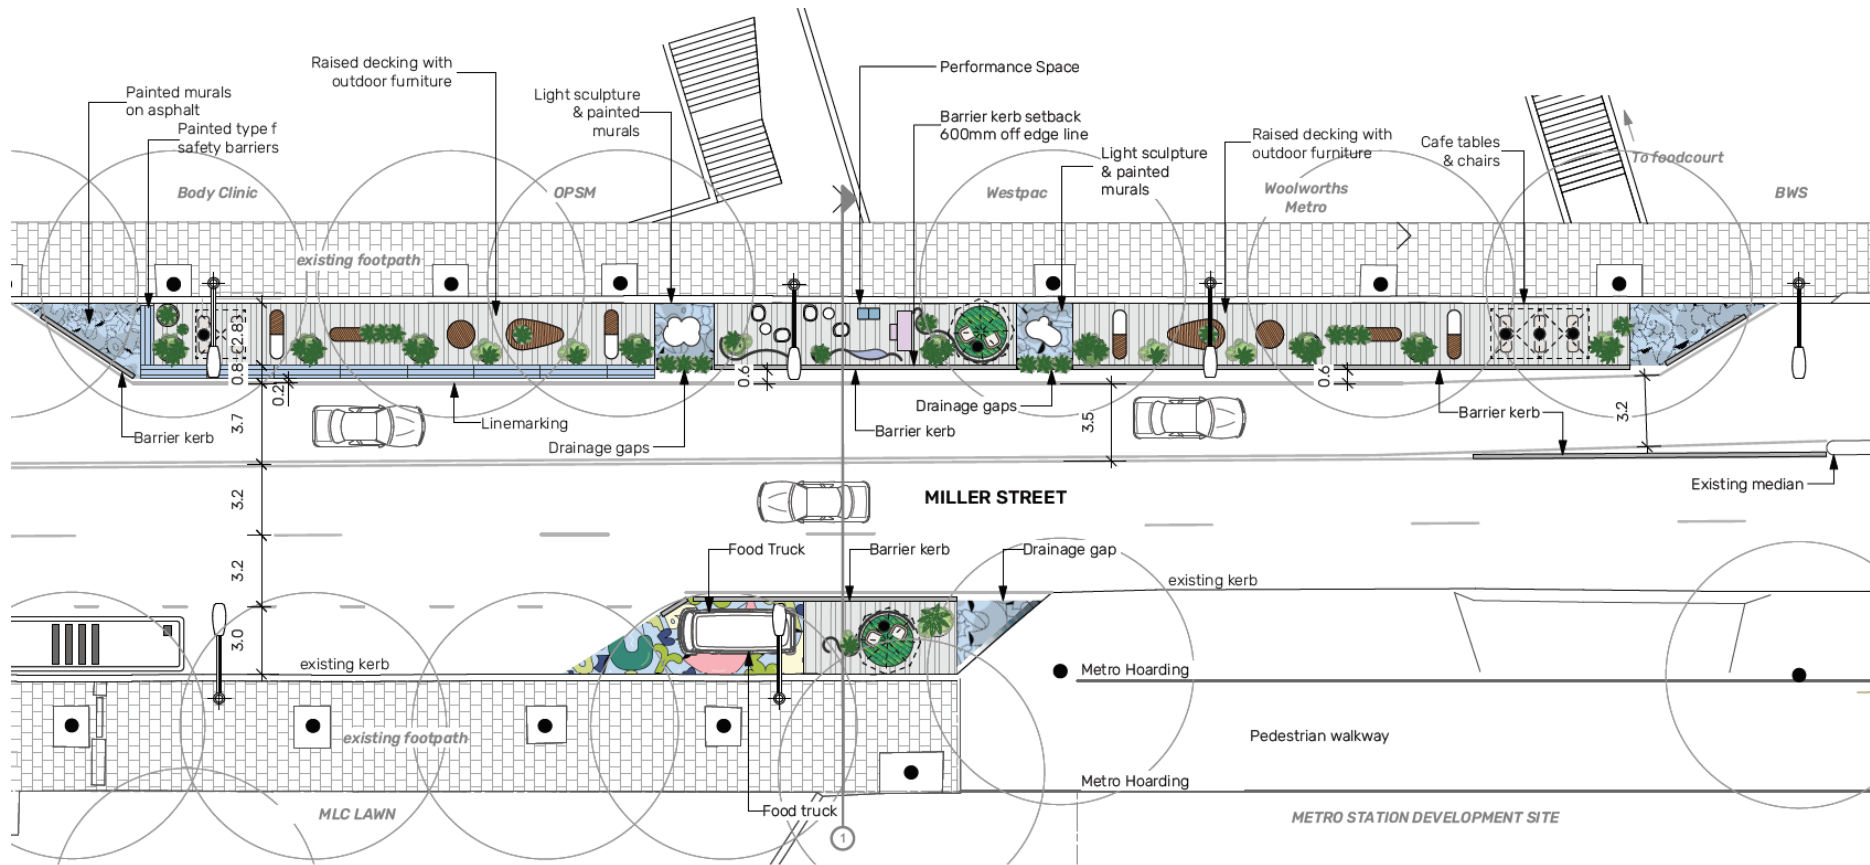 Painted murals
on asphalt
Painted type f
safety barriers
Raised decking with
outdoor furniture
Light sculpture
& painted
murals
Performance Space
Barrier kerb setback
600mm off edge line
Light sculpture
& painted
murals
Raised decking with
outdoor furniture
Cafe tables
& chairs
To foodcourt
Body Clinic
OPSM
Westpac
Woolworths
Metro
BWS
existing footpath
2.83
0.8
0.2
0.6
0.6
3.7
3.5
3.2
Barrier kerb
Linemarking
Drainage gaps
Barrier kerb
Drainage gaps
Barrier kerb
Existing median
MILLER STREET
3.2
3.2
3.0
Food Truck
Barrier kerb
Drainage gap
existing kerb
existing kerb
Metro Hoarding
existing footpath
Pedestrian walkway
Metro Hoarding
Food truck
MLC LAWN
METRO STATION DEVELOPMENT SITE
1